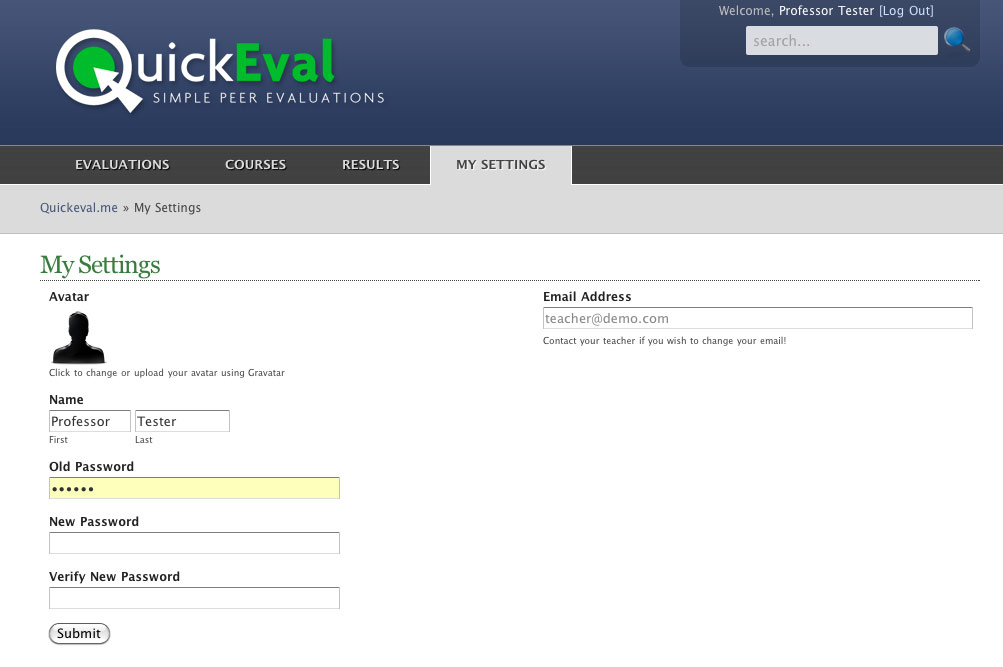 Welcome, Professor Tester [Log Out]
search...
QuickEval
SIMPLE PEER EVALUATIONS
EVALUATIONS COURSES RESULTS MY SETTINGS
Quickeval.me » My Settings
My Settings
Avatar
Click to change or upload your avatar using Gravatar
Name
Professor Tester
First Last
Old Password
••••••
New Password
Verify New Password
Submit
Email Address
teacher@demo.com
Contact your teacher if you wish to change your email!